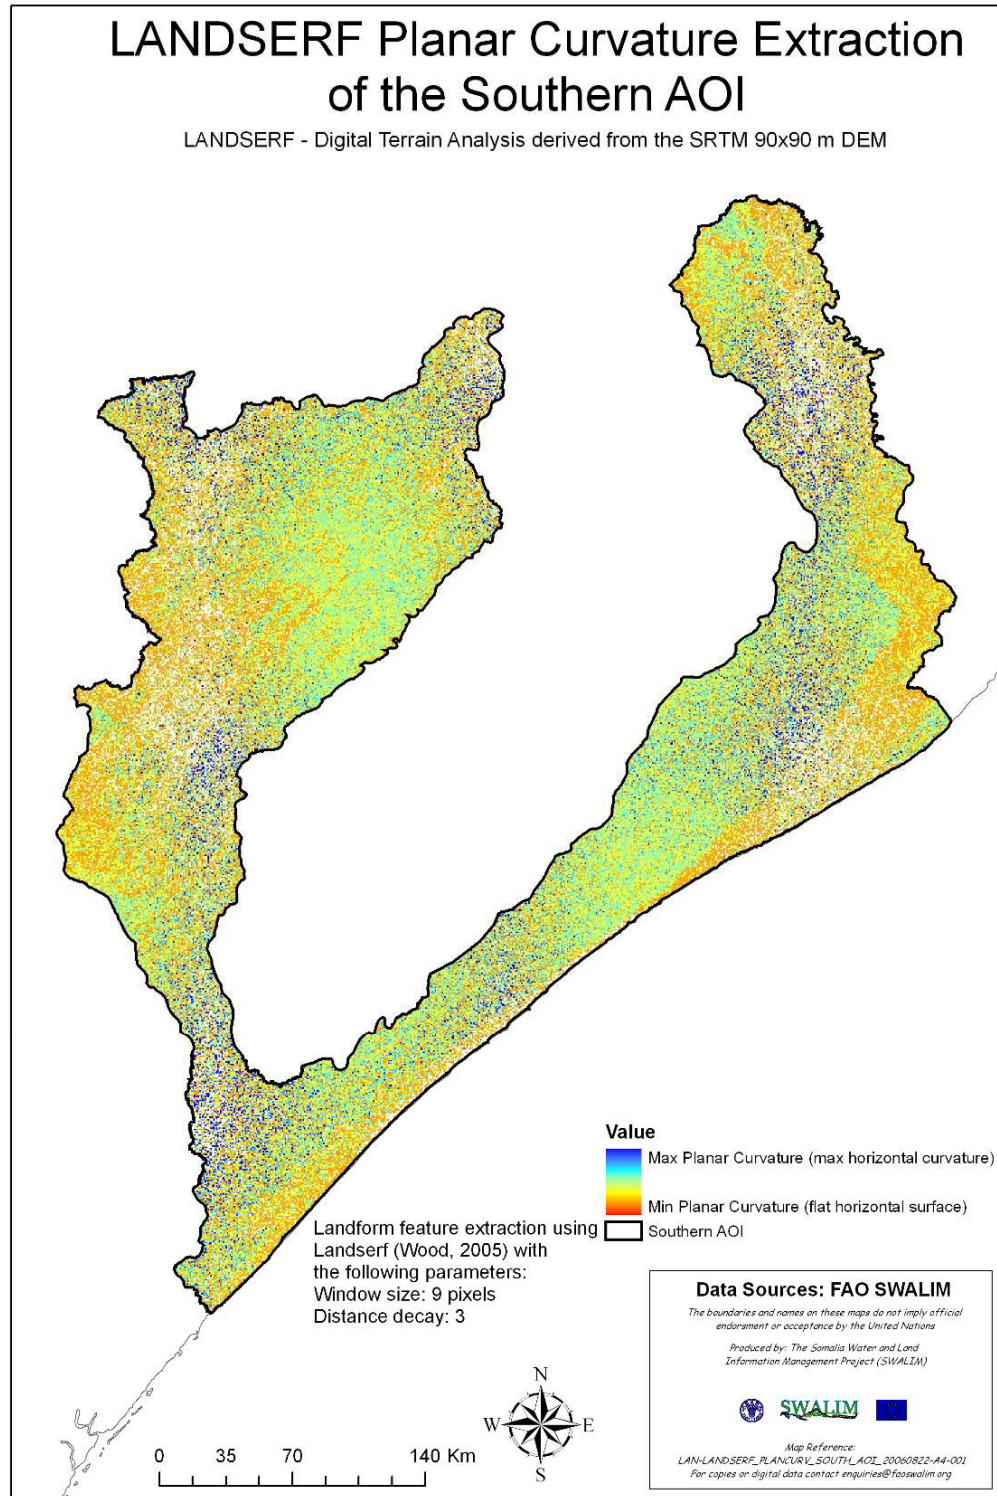 LANDSERF Planar Curvature Extraction
of the Southern AOI
LANDSERF - Digital Terrain Analysis derived from the SRTM 90x90 m DEM
Value
Max Planar Curvature (max horizontal curvature)
Min Planar Curvature (flat horizontal surface)
Southern AOI
Landform feature extraction using
Landserf (Wood, 2005) with
the following parameters:
Window size: 9 pixels
Distance decay: 3
N
W
E
S
0 35 70 140 Km
Data Sources: FAO SWALIM
The boundaries and names on these maps do not imply official
endorsment or acceptance by the United Nations
Produced by: The Somalia Water and Land
Information Management Project (SWALIM)
SWALIM
Map Reference:
LAN-LANDSERF_PLANCURV_SOUTH_AOI_20060822-A4-001
For copies or digital data contact enquiries@faoswalim.org